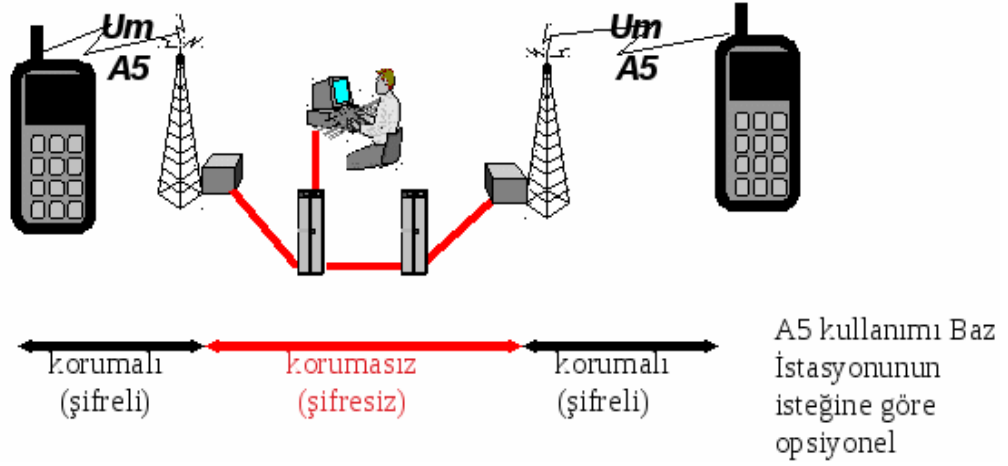 Um
A5
Um
A5
korumalı
(şifreli)
korumasız
(şifresiz)
korumalı
(şifreli)
A5 kullanımı Baz
İstasyonunun
isteğine göre
opsiyonel